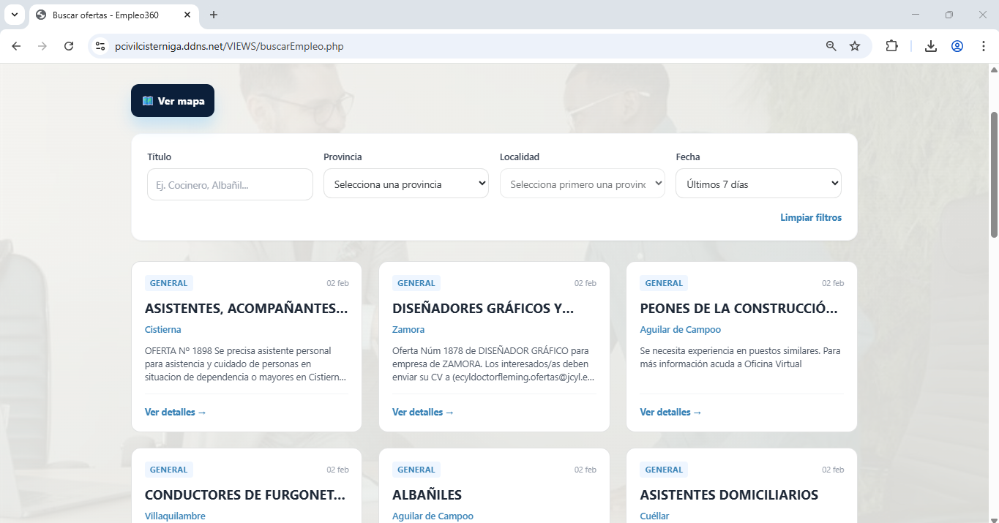 Buscar ofertas - Empleo360
pcivilcisterniga.ddns.net/VIEWS/buscarEmpleo.php
Ver mapa
Título
Provincia
Localidad
Fecha
Ej. Cocinero, Albañil...
Selecciona una provincia
Selecciona primero una provinc
Últimos 7 días
Limpiar filtros
GENERAL
02 feb
ASISTENTES, ACOMPAÑANTES...
Cistierna
OFERTA Nº 1898 Se precisa asistente personal
para asistencia y cuidado de personas en
situacion de dependencia o mayores en Cistiern...
Ver detalles →
GENERAL
02 feb
DISEÑADORES GRÁFICOS Y...
Zamora
Oferta Núm 1878 de DISEÑADOR GRÁFICO para
empresa de ZAMORA. Los interesados/as deben
enviar su CV a (ecyldoctorfleming.ofertas@jcyl.e...
Ver detalles →
GENERAL
02 feb
PEONES DE LA CONSTRUCCIÓ...
Aguilar de Campoo
Se necesita experiencia en puestos similares. Para
más información acuda a Oficina Virtual
Ver detalles →
GENERAL
02 feb
CONDUCTORES DE FURGONET...
Villaquilambre
GENERAL
02 feb
ALBAÑILES
Aguilar de Campoo
GENERAL
02 feb
ASISTENTES DOMICILIARIOS
Cuéllar